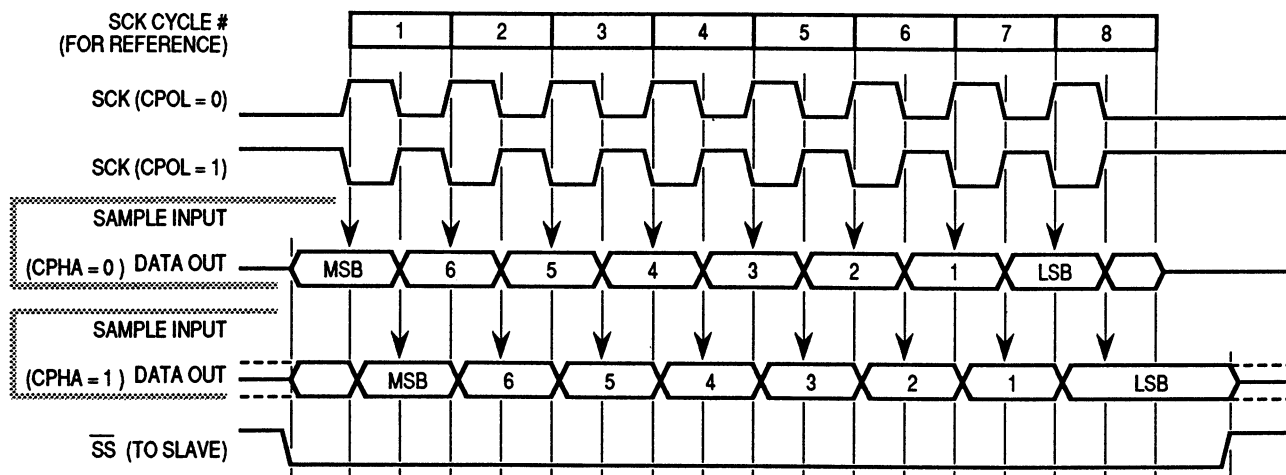 SCK CYCLE #
(FOR REFERENCE)
1 2 3 4 5 6 7 8
SCK (CPOL = 0)
SCK (CPOL = 1)
SAMPLE INPUT
(CPHA = 0) DATA OUT
MSB 6 5 4 3 2 1 LSB
SAMPLE INPUT
(CPHA = 1) DATA OUT
MSB 6 5 4 3 2 1 LSB
SS (TO SLAVE)